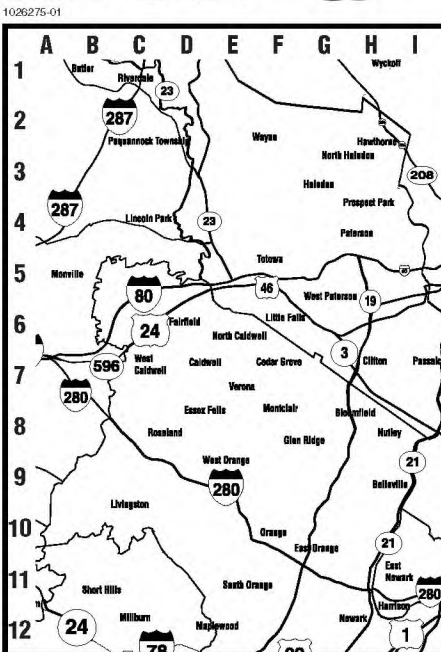 1026275-01
A B C D E F G H I
1
Butler
Riverdale
Wyckoff
23
2
287
Wayne
Hawthorne
Pequannock Township
North Haledon
3
208
Haledon
287
Prospect Park
4
Lincoln Park
23
Paterson
Totowa
5
Monville
80
46
West Paterson
19
24
Fairfield
Little Falls
6
North Caldwell
3
West
Caldwell
596
Caldwell
Cedar Grove
Clifton
Passaic
7
280
Verona
Essex Fells
Montclair
Bloomfield
8
Roseland
Nutley
Glen Ridge
West Orange
21
9
280
Belleville
Livingston
10
Orange
21
East Orange
East
Newark
11
Short Hills
South Orange
280
Harrison
Millburn
Newark
12
24
Maplewood
1
78